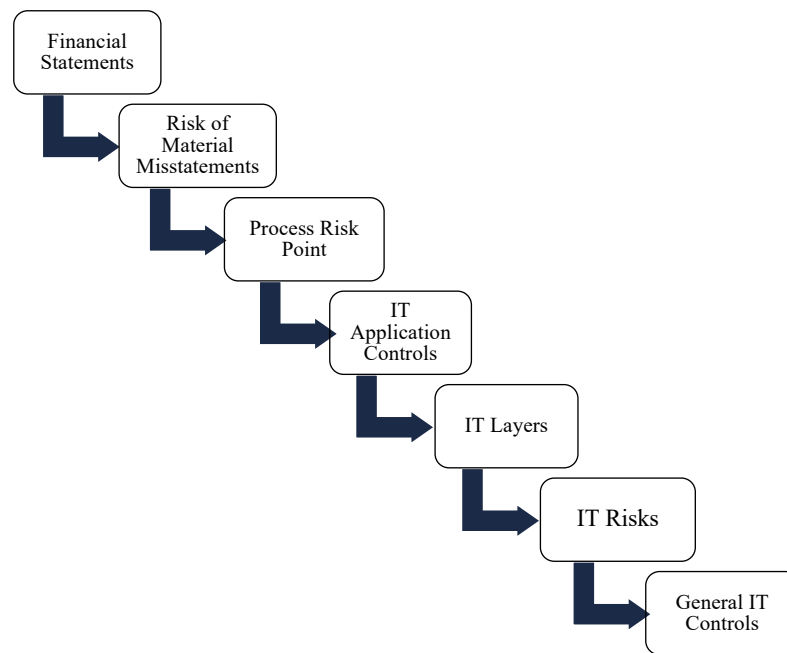 Financial
Statements
Risk of
Material
Misstatements
Process Risk
Point
IT
Application
Controls
IT Layers
IT Risks
General IT
Controls